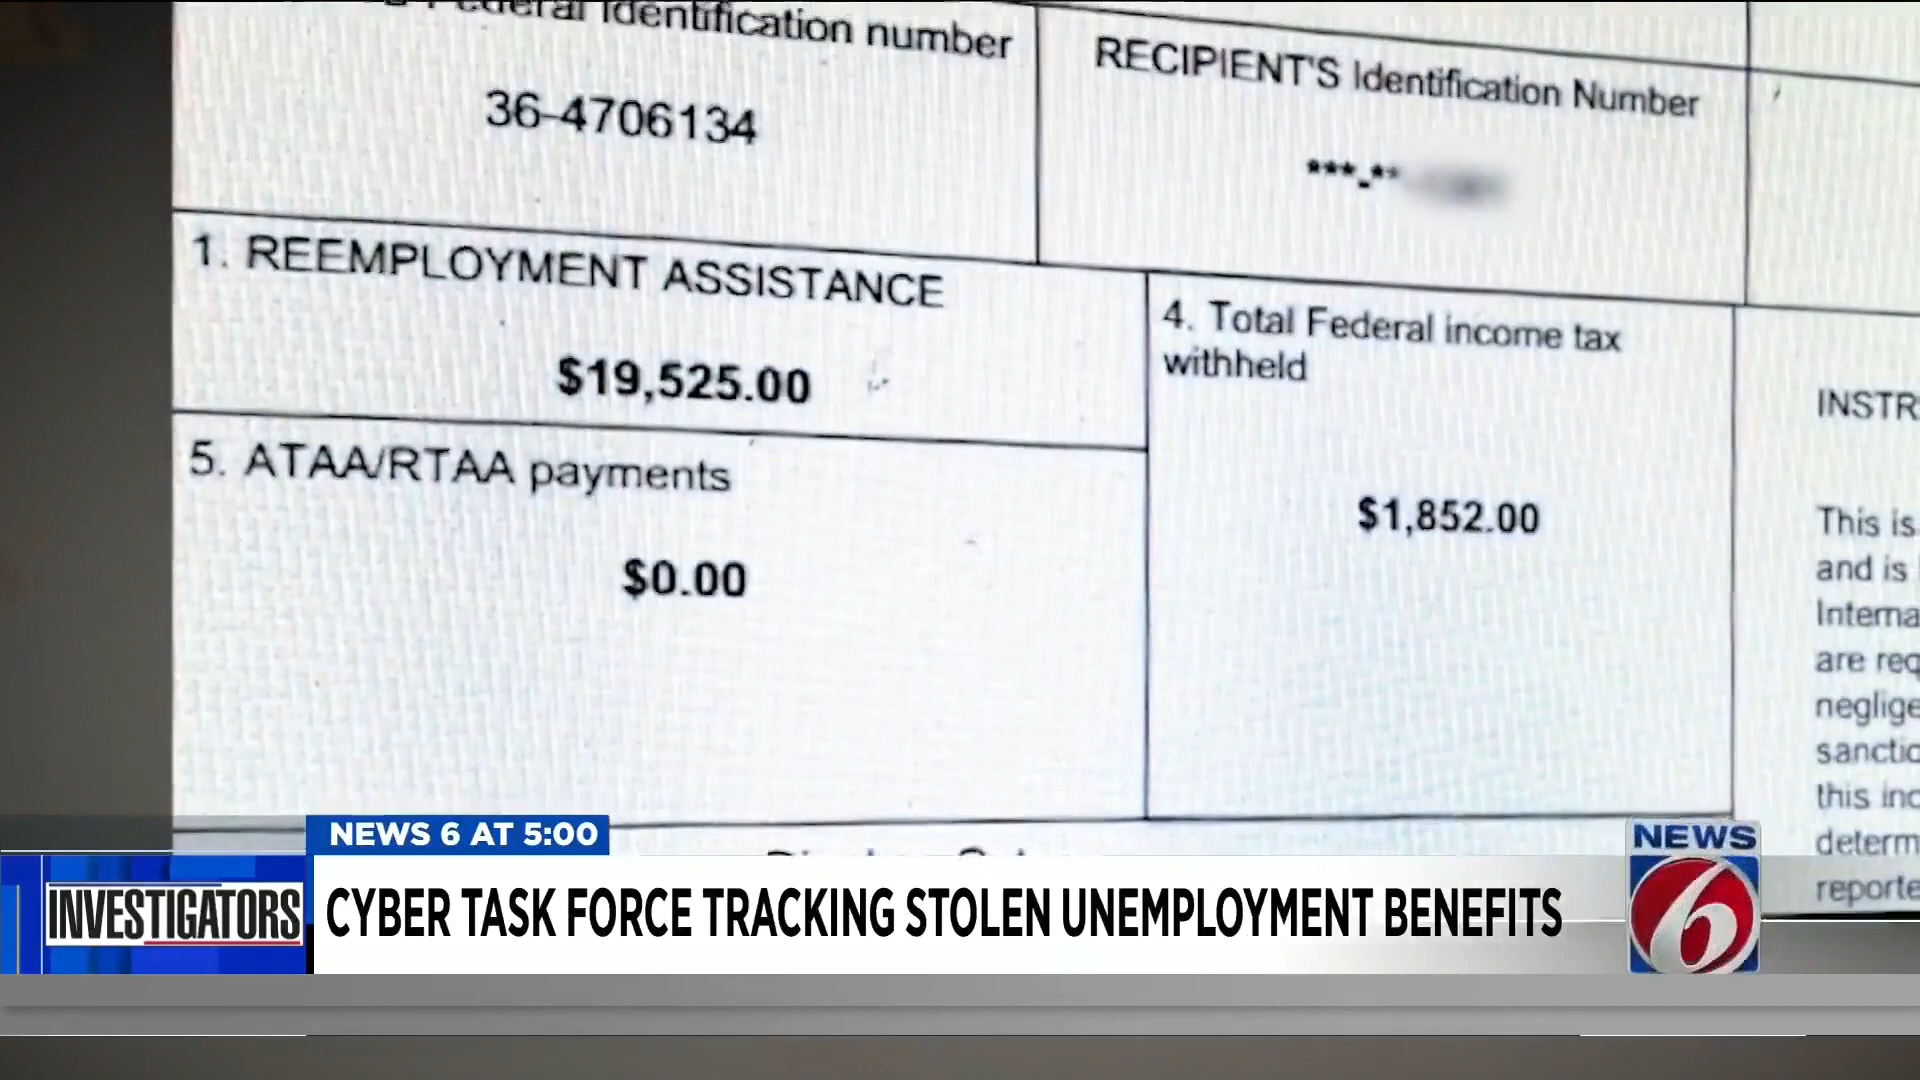 Federal Identification number
36-4706134
RECIPIENT'S Identification Number
***-**
1. REEMPLOYMENT ASSISTANCE
$19,525.00
4. Total Federal income tax
withheld
$1,852.00
5. ATAA/RTAA payments
$0.00
INSTR
This is
and is
Interna
are req
neglige
sanctio
this inc
determ
reporte
NEWS 6 AT 5:00
INVESTIGATORS
CYBER TASK FORCE TRACKING STOLEN UNEMPLOYMENT BENEFITS
NEWS
6